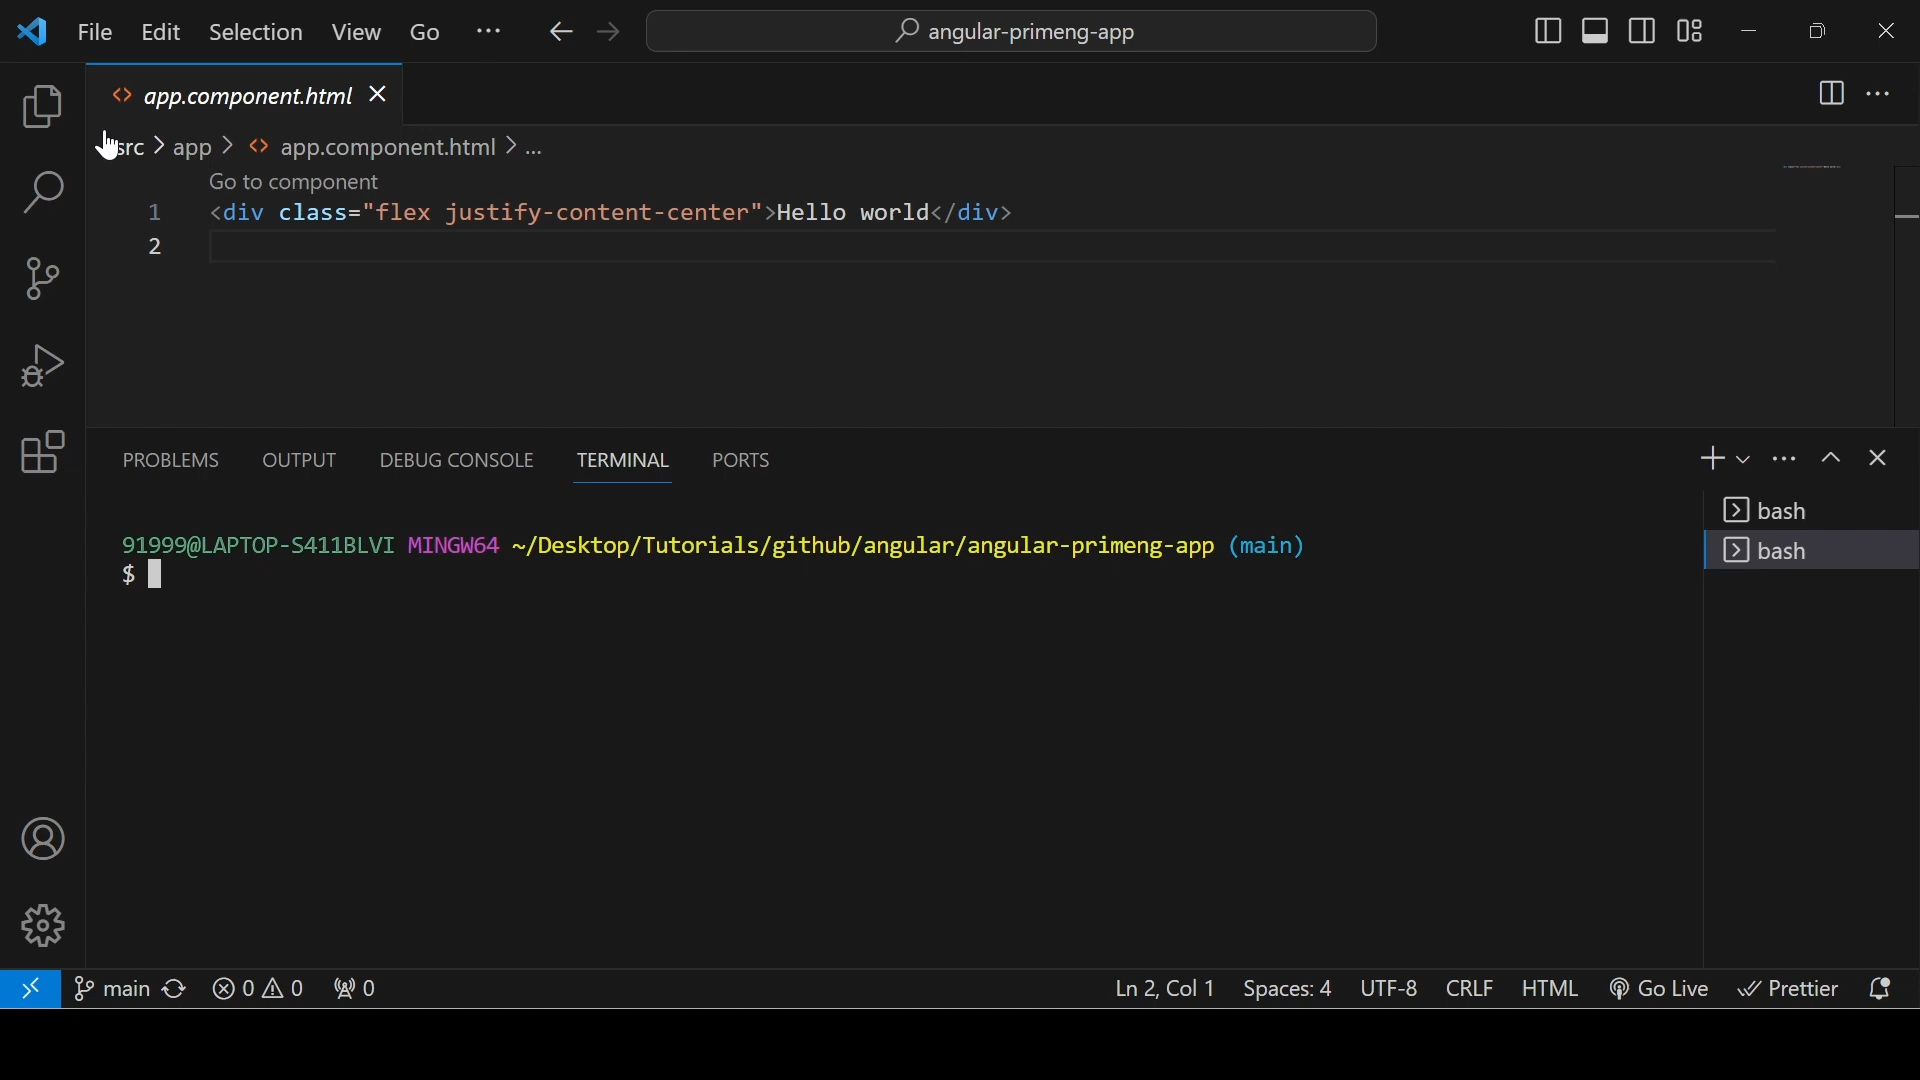 File Edit Selection View Go ··· angular-primeng-app
app.component.html
src > app > app.component.html > ...
Go to component
1 <div class="flex justify-content-center">Hello world</div>
2
PROBLEMS OUTPUT DEBUG CONSOLE TERMINAL PORTS
bash
91999@LAPTOP-S411BLVI MINGW64 ~/Desktop/Tutorials/github/angular/angular-primeng-app (main)
bash
$
main 0 0 0 Ln 2, Col 1 Spaces: 4 UTF-8 CRLF HTML Go Live Prettier